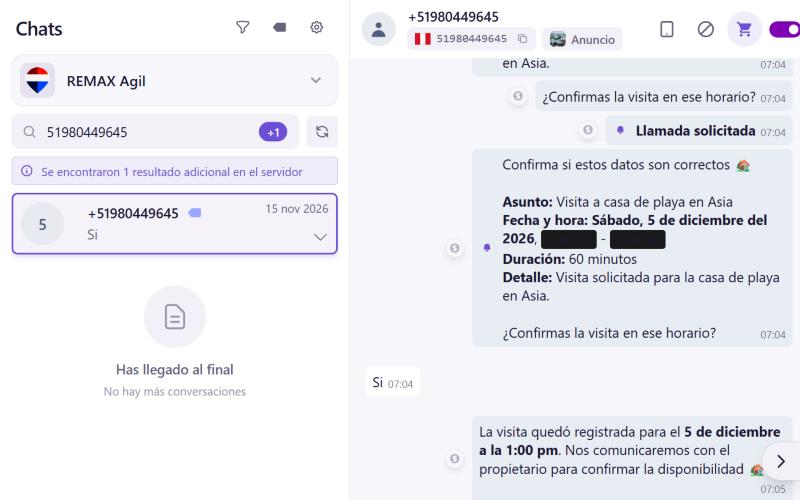 Chats
REMAX Agil
51980449645
+1
Se encontraron 1 resultado adicional en el servidor
5
+51980449645
15 nov 2026
Si
Has llegado al final
No hay más conversaciones
+51980449645
51980449645
Anuncio
en Asia.
07:04
¿Confirmas la visita en ese horario? 07:04
Llamada solicitada 07:04
Confirma si estos datos son correctos
Asunto: Visita a casa de playa en Asia
Fecha y hora: Sábado, 5 de diciembre del
2026, -
Duración: 60 minutos
Detalle: Visita solicitada para la casa de playa
en Asia.
¿Confirmas la visita en ese horario?
07:04
Si 07:04
La visita quedó registrada para el 5 de diciembre
a la 1:00 pm. Nos comunicaremos con el
propietario para confirmar la disponibilidad
07:05